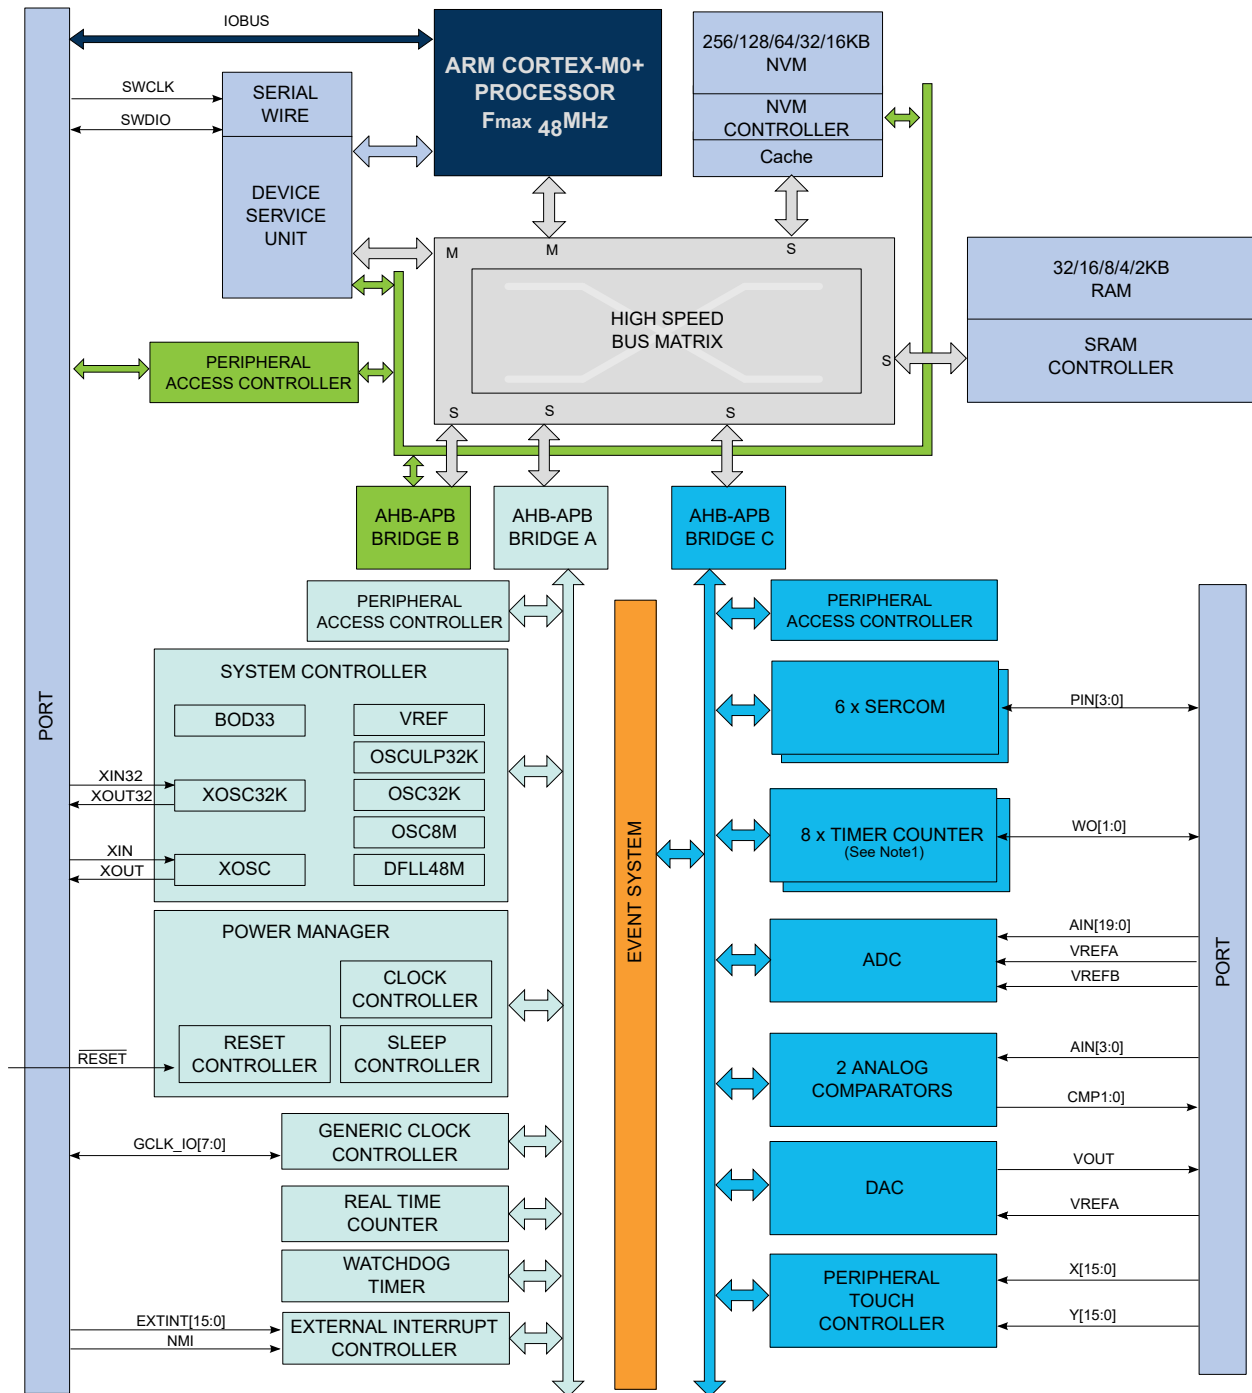 IOBUS
ARM CORTEX-M0+
PROCESSOR
Fmax 48MHz
256/128/64/32/16KB
NVM
NVM
CONTROLLER
Cache
SWCLK
SWDIO
SERIAL
WIRE
DEVICE
SERVICE
UNIT
M
M
S
HIGH SPEED
BUS MATRIX
S
S
S
S
32/16/8/4/2KB
RAM
SRAM
CONTROLLER
PERIPHERAL
ACCESS CONTROLLER
AHB-APB
BRIDGE B
AHB-APB
BRIDGE A
AHB-APB
BRIDGE C
PORT
PERIPHERAL
ACCESS CONTROLLER
SYSTEM CONTROLLER
BOD33
VREF
OSCULP32K
XIN32
XOUT32
XOSC32K
OSC32K
OSC8M
XIN
XOUT
XOSC
DFLL48M
POWER MANAGER
CLOCK
CONTROLLER
RESET
RESET
CONTROLLER
SLEEP
CONTROLLER
GCLK_IO[7:0]
GENERIC CLOCK
CONTROLLER
REAL TIME
COUNTER
WATCHDOG
TIMER
EXTINT[15:0]
NMI
EXTERNAL INTERRUPT
CONTROLLER
EVENT SYSTEM
PERIPHERAL
ACCESS CONTROLLER
6 x SERCOM
PIN[3:0]
8 x TIMER COUNTER
(See Note1)
WO[1:0]
ADC
AIN[19:0]
VREFA
VREFB
2 ANALOG
COMPARATORS
AIN[3:0]
CMP1:0]
DAC
VOUT
VREFA
PERIPHERAL
TOUCH
CONTROLLER
X[15:0]
Y[15:0]
PORT